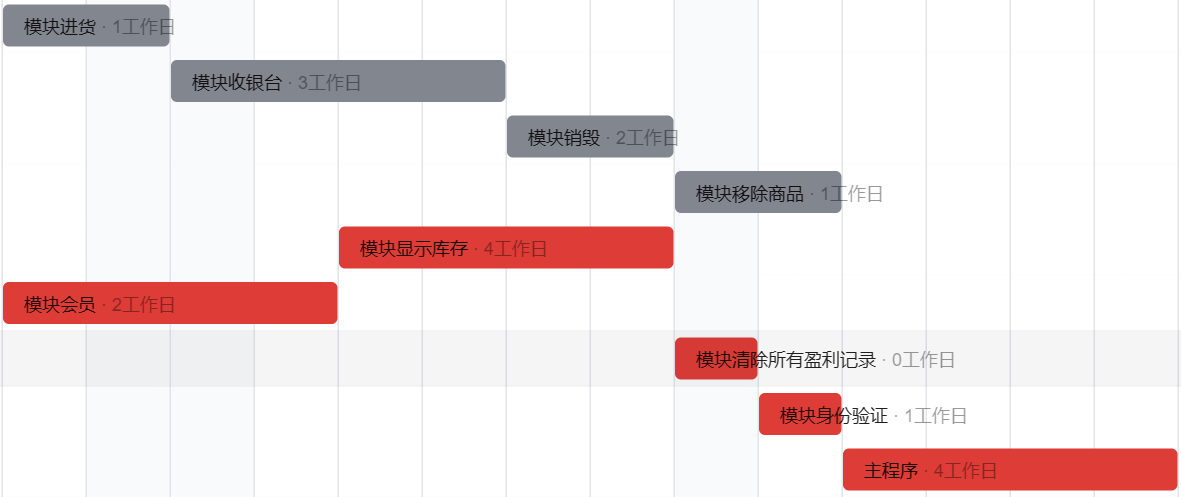 模块进货 · 1工作日
模块收银台 · 3工作日
模块销毁 · 2工作日
模块移除商品 · 1工作日
模块显示库存 · 4工作日
模块会员 · 2工作日
模块清除所有盈利记录 · 0工作日
模块身份验证 · 1工作日
主程序 · 4工作日